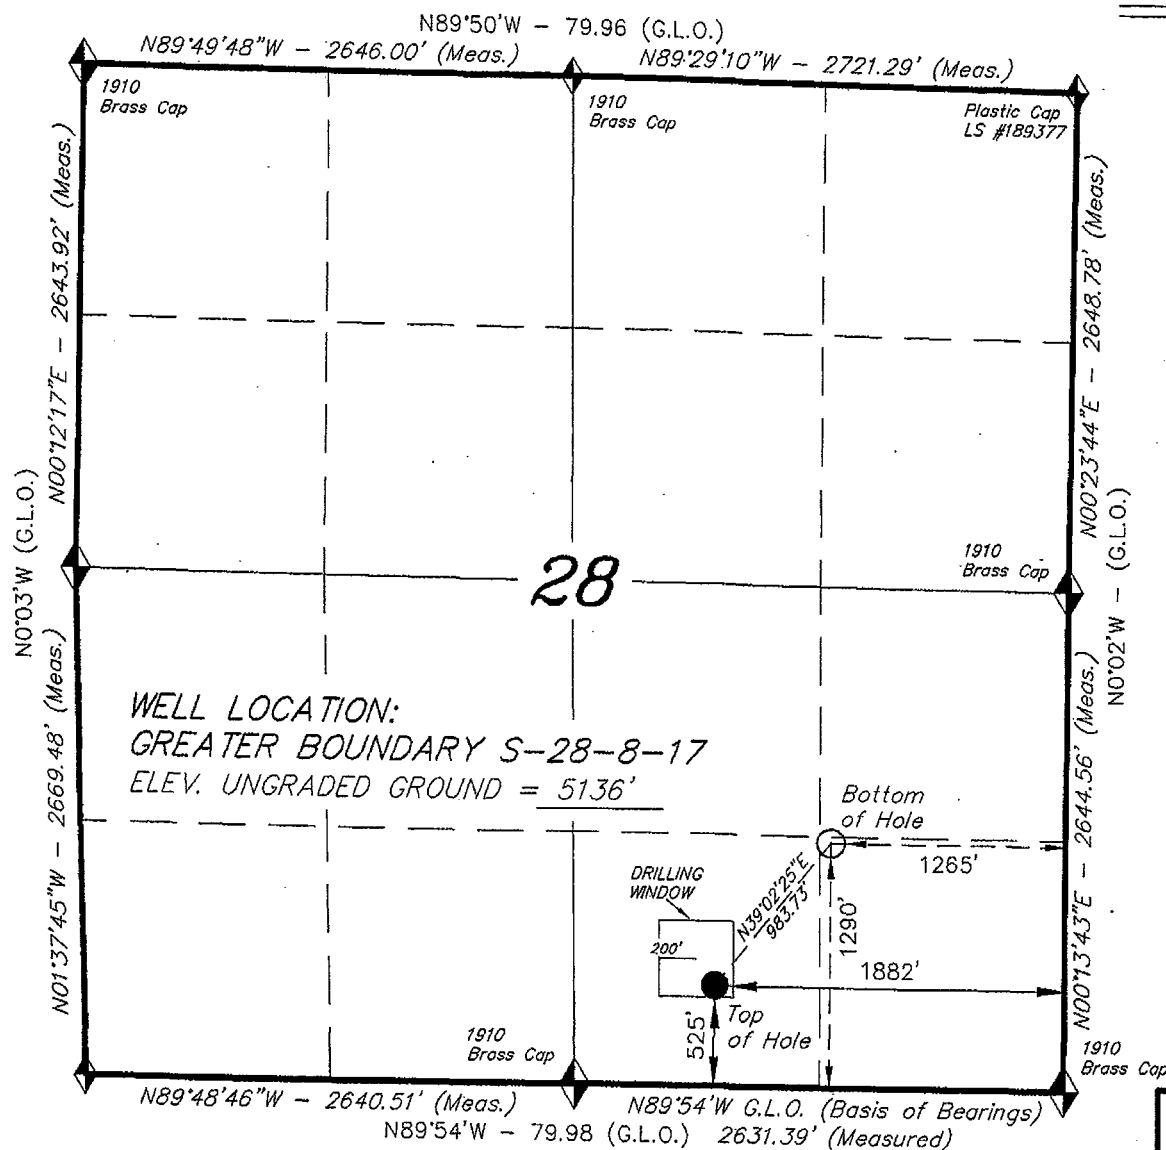 N89°50'W - 79.96 (G.L.O.)
N89°49'48"W - 2646.00' (Meas.)
N89°29'10"W - 2721.29' (Meas.)
1910
Brass Cap
1910
Brass Cap
Plastic Cap
LS #189377
N00°12'17"E - 2643.92' (Meas.)
N00°23'44"E - 2648.78' (Meas.)
N0°03'W (G.L.O.)
N0°02'W - (G.L.O.)
1910
Brass Cap
28
WELL LOCATION:
GREATER BOUNDARY S-28-8-17
ELEV. UNGRADED GROUND = 5136'
N01°37'45"W - 2669.48' (Meas.)
N00°13'43"E - 2644.56' (Meas.)
Bottom
of Hole
1265'
DRILLING
WINDOW
N39°02'25"E
983.73'
1290'
200'
1882'
525'
Top
of Hole
1910
Brass Cap
1910
Brass Cap
N89°48'46"W - 2640.51' (Meas.)
N89°54'W G.L.O. (Basis of Bearings)
N89°54'W - 79.98 (G.L.O.) 2631.39' (Measured)